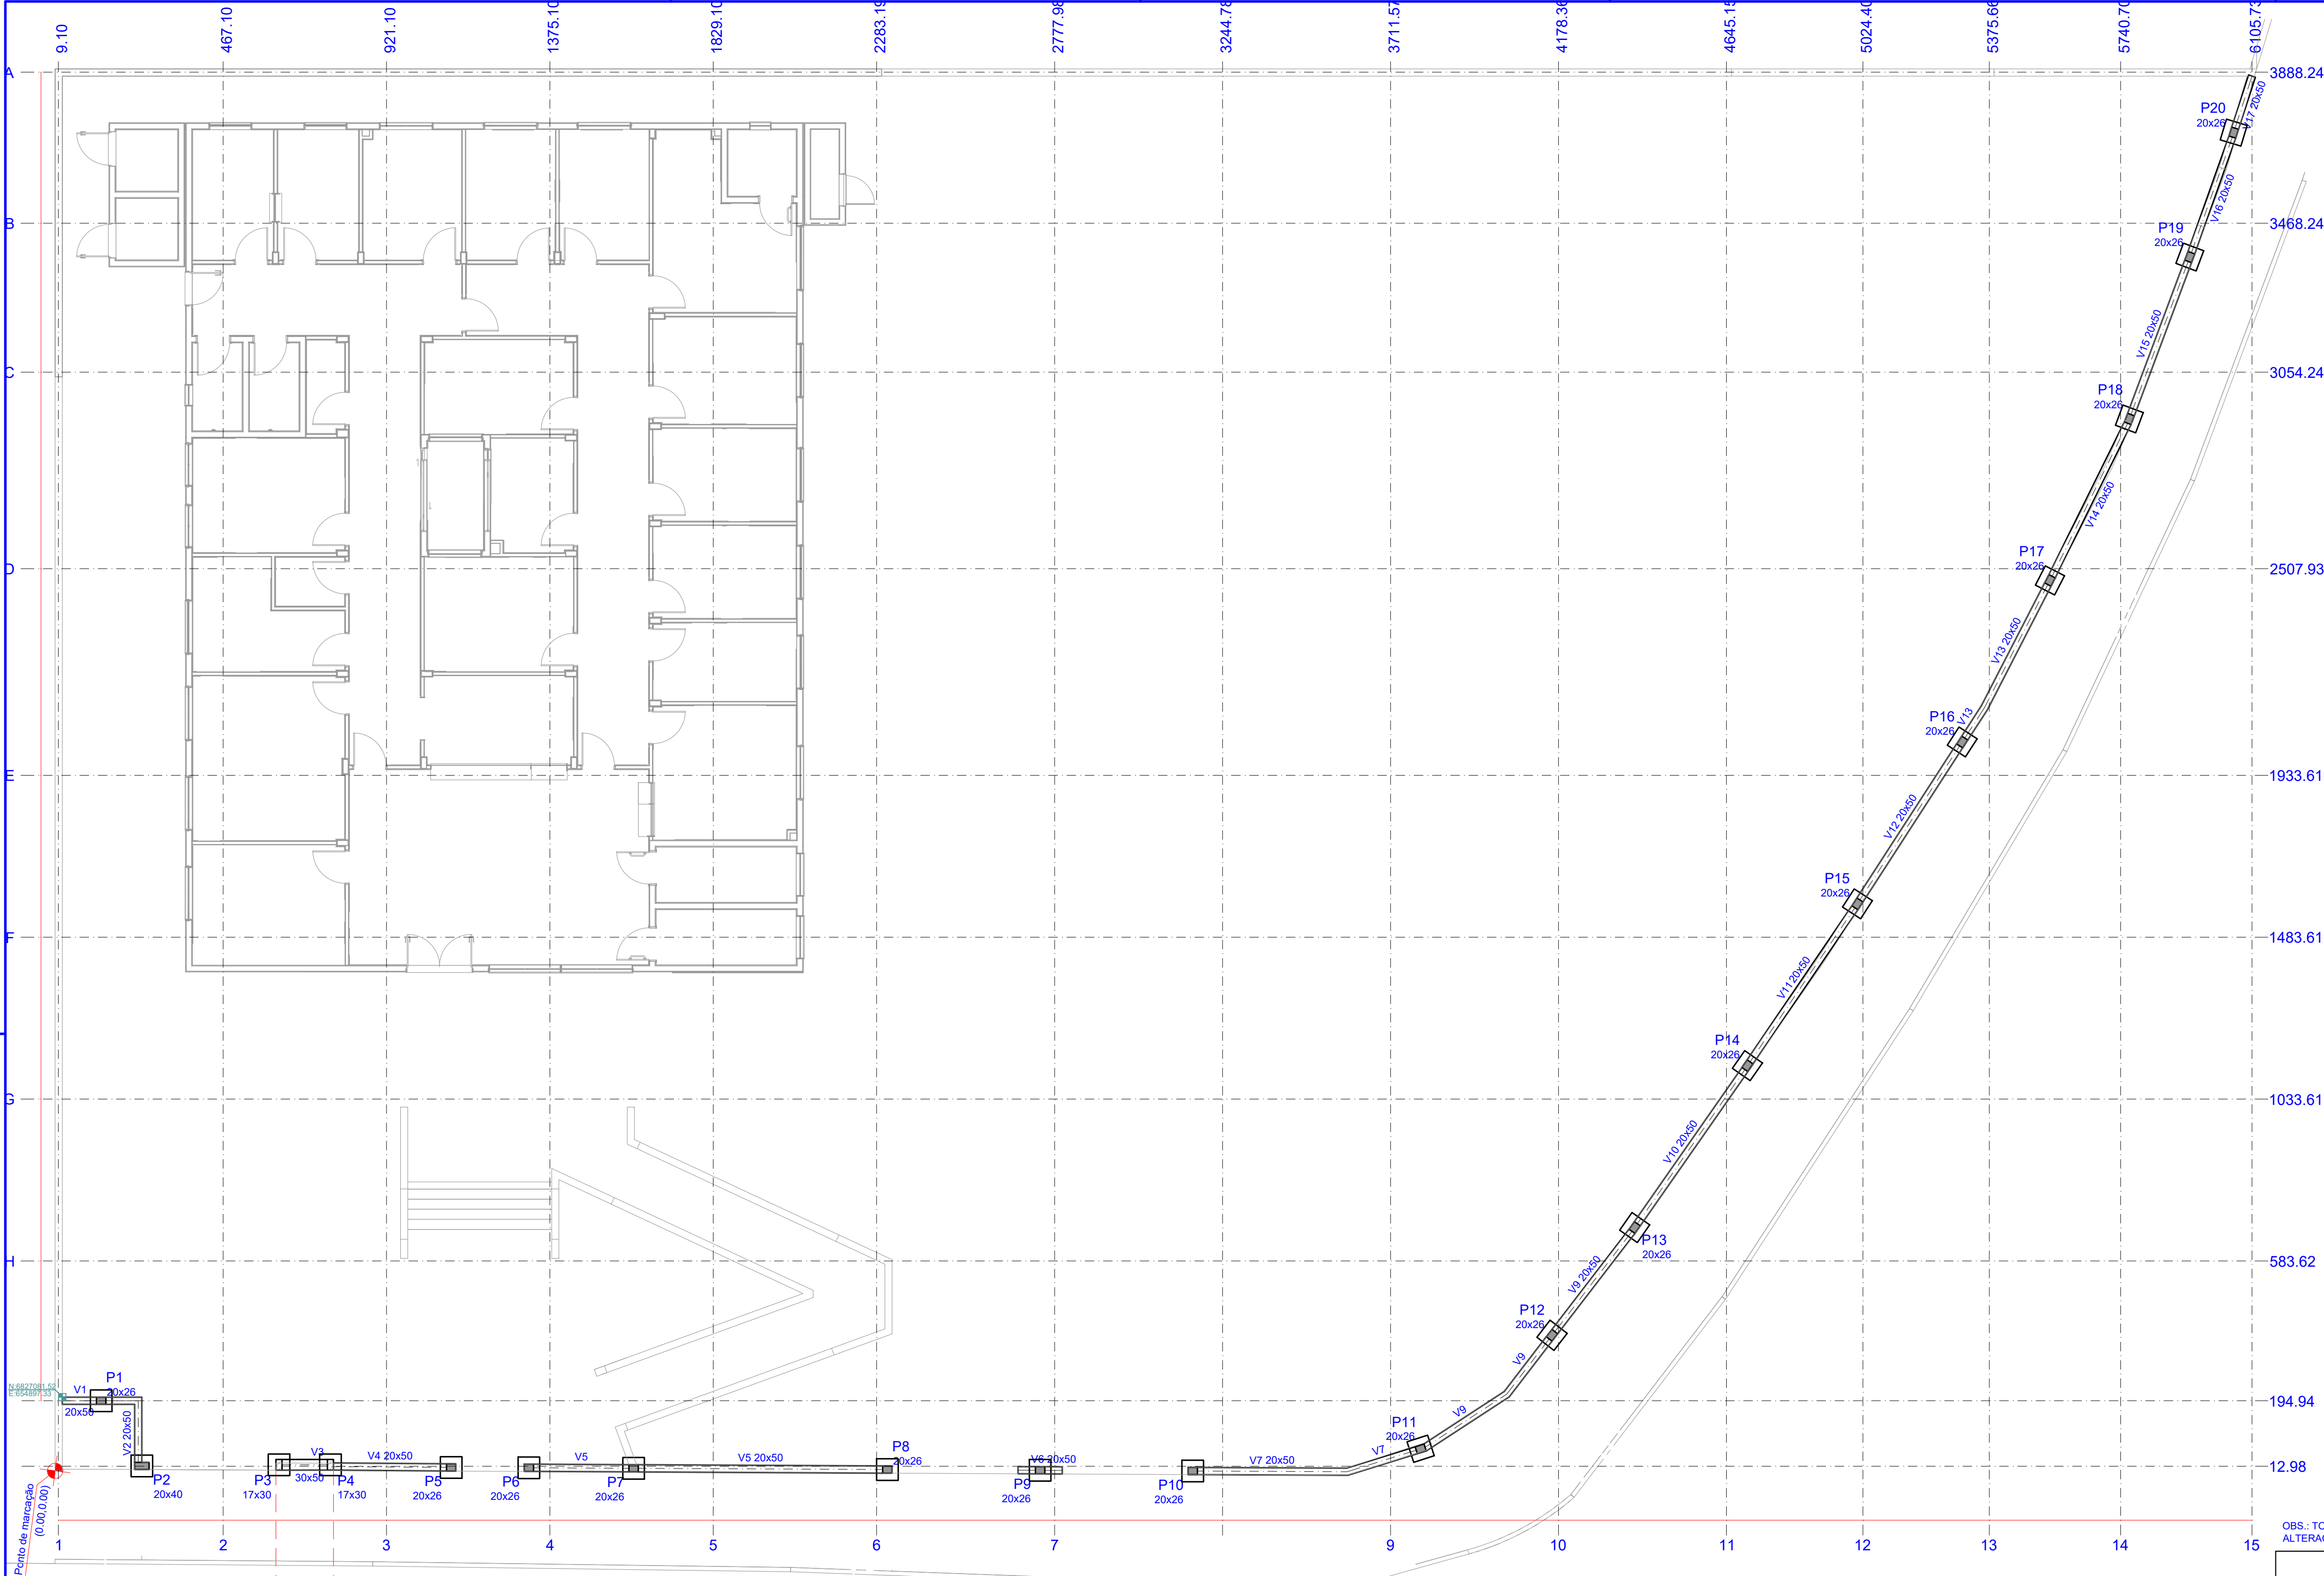 9.10
467.10
921.10
1375.10
1829.10
2283.19
2777.98
3244.78
3711.57
4178.36
4645.15
5024.40
5375.66
5740.70
6105.73
A
3888.24
P20
20x26
V17 20x50
V16 20x50
B
3468.24
P19
20x26
V15 20x50
C
3054.24
P18
20x26
V14 20x50
D
2507.93
P17
20x26
V13 20x50
P16
20x26
V13
E
1933.61
V12 20x50
P15
20x26
F
1483.61
V11 20x50
P14
20x26
G
1033.61
V10 20x50
P13
20x26
H
583.62
V9 20x50
P12
20x26
V9
N:6827081.52
E:654897.33
V1
20x50
P1
20x26
194.94
V2 20x50
P2
20x40
P3
17x30
V3
30x50
P4
17x30
V4 20x50
P5
20x26
P6
20x26
V5
P7
20x26
V5 20x50
P8
20x26
V6 20x50
P9
20x26
P10
20x26
V7 20x50
V7
P11
20x26
V9
12.98
Ponto de marcação
(0.00,0.00)
1
2
3
4
5
6
7
9
10
11
12
13
14
15
OBS.: TO
ALTERAÇ